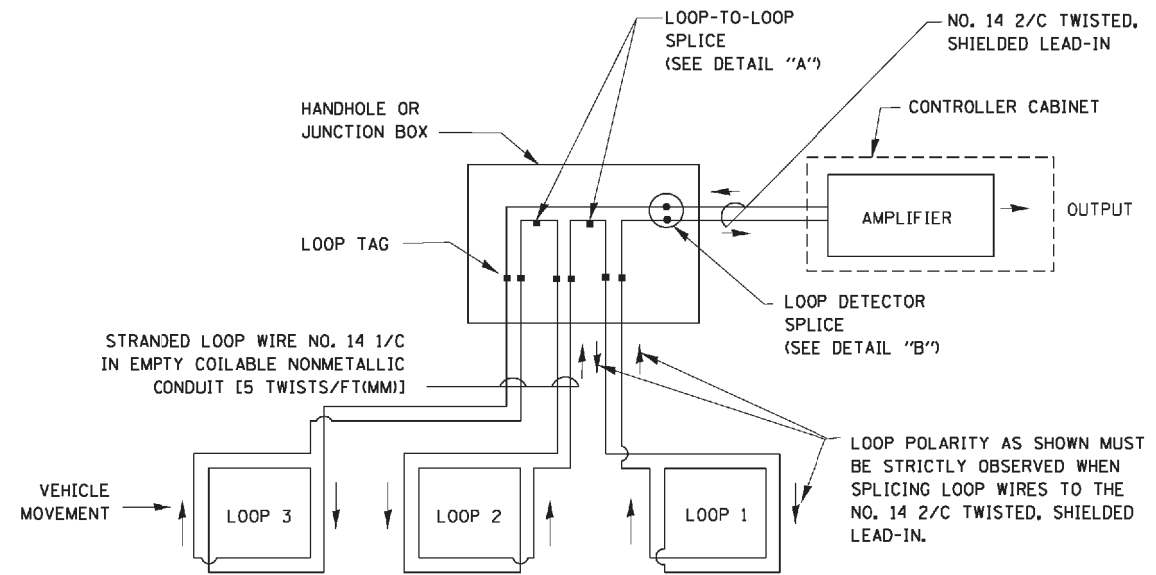 LOOP-TO-LOOP
SPLICE
(SEE DETAIL "A")
NO. 14 2/C TWISTED,
SHIELDED LEAD-IN
HANDHOLE OR
JUNCTION BOX
CONTROLLER CABINET
AMPLIFIER
OUTPUT
LOOP TAG
LOOP DETECTOR
SPLICE
(SEE DETAIL "B")
STRANDED LOOP WIRE NO. 14 1/C
IN EMPTY COILABLE NONMETALLIC
CONDUIT [5 TWISTS/FT(MM)]
LOOP POLARITY AS SHOWN MUST
BE STRICTLY OBSERVED WHEN
SPLICING LOOP WIRES TO THE
NO. 14 2/C TWISTED, SHIELDED
LEAD-IN.
VEHICLE
MOVEMENT
LOOP 3
LOOP 2
LOOP 1